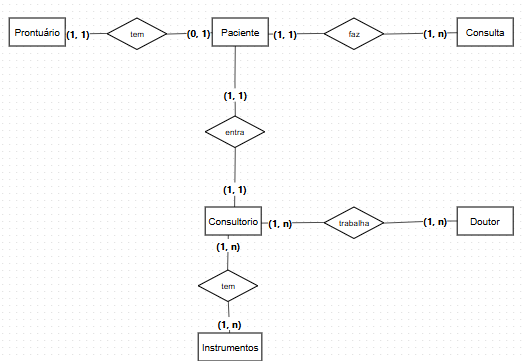 Prontuário (1, 1) tem (0, 1) Paciente (1, 1) faz (1, n) Consulta
(1, 1)
entra
(1, 1)
Consultorio (1, n) trabalha (1, n) Doutor
(1, n)
tem
(1, n)
Instrumentos